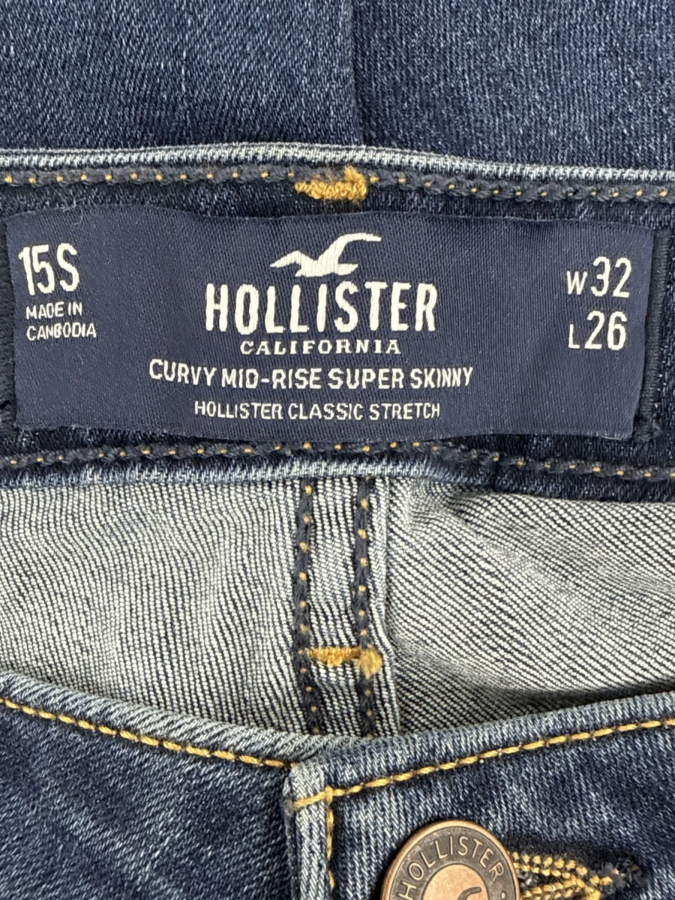 15S
MADE IN
CAMBODIA
HOLLISTER
CALIFORNIA
CURVY MID-RISE SUPER SKINNY
HOLLISTER CLASSIC STRETCH
W32
L26
HOLLISTER